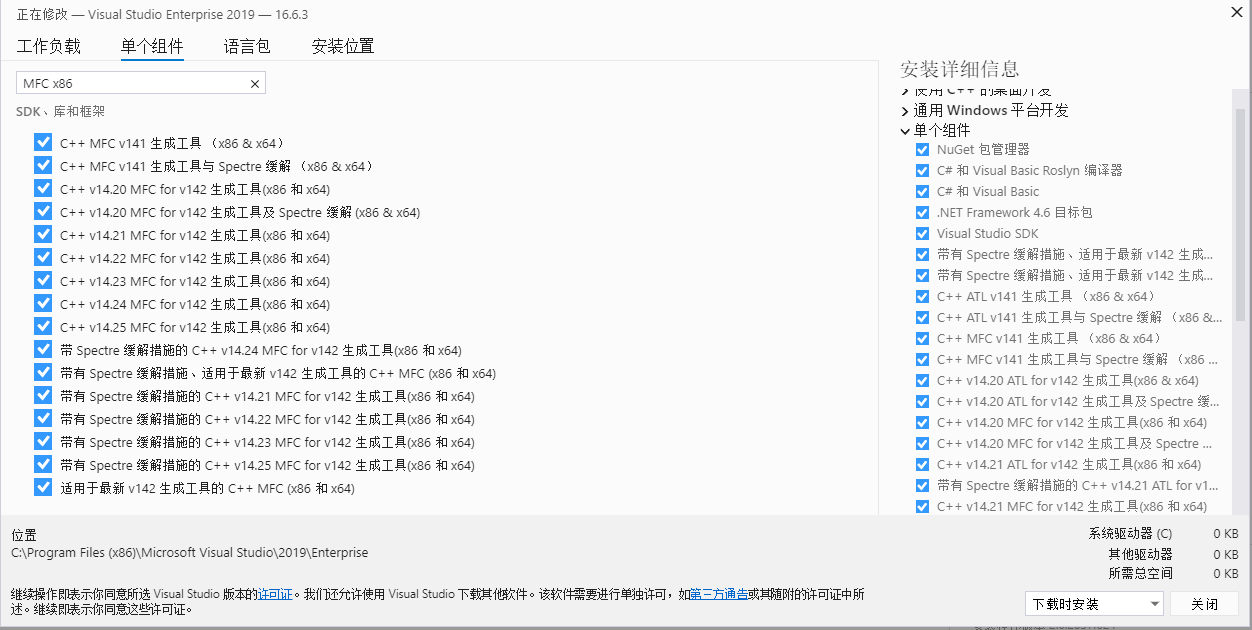 正在修改 — Visual Studio Enterprise 2019 — 16.6.3
工作负载 单个组件 语言包 安装位置
MFC x86
SDK、库和框架
C++ MFC v141 生成工具 （x86 & x64）
C++ MFC v141 生成工具与 Spectre 缓解 （x86 & x64）
C++ v14.20 MFC for v142 生成工具(x86 和 x64)
C++ v14.20 MFC for v142 生成工具及 Spectre 缓解 (x86 & x64)
C++ v14.21 MFC for v142 生成工具(x86 和 x64)
C++ v14.22 MFC for v142 生成工具(x86 和 x64)
C++ v14.23 MFC for v142 生成工具(x86 和 x64)
C++ v14.24 MFC for v142 生成工具(x86 和 x64)
C++ v14.25 MFC for v142 生成工具(x86 和 x64)
带 Spectre 缓解措施的 C++ v14.24 MFC for v142 生成工具(x86 和 x64)
带有 Spectre 缓解措施、适用于最新 v142 生成工具的 C++ MFC (x86 和 x64)
带有 Spectre 缓解措施的 C++ v14.21 MFC for v142 生成工具(x86 和 x64)
带有 Spectre 缓解措施的 C++ v14.22 MFC for v142 生成工具(x86 和 x64)
带有 Spectre 缓解措施的 C++ v14.23 MFC for v142 生成工具(x86 和 x64)
带有 Spectre 缓解措施的 C++ v14.25 MFC for v142 生成工具(x86 和 x64)
适用于最新 v142 生成工具的 C++ MFC (x86 和 x64)
安装详细信息
使用 C++ 的桌面开发
通用 Windows 平台开发
单个组件
NuGet 包管理器
C# 和 Visual Basic Roslyn 编译器
C# 和 Visual Basic
.NET Framework 4.6 目标包
Visual Studio SDK
带有 Spectre 缓解措施、适用于最新 v142 生成...
带有 Spectre 缓解措施、适用于最新 v142 生成...
C++ ATL v141 生成工具 （x86 & x64）
C++ ATL v141 生成工具与 Spectre 缓解 （x86 &...
C++ MFC v141 生成工具 （x86 & x64）
C++ MFC v141 生成工具与 Spectre 缓解 （x86 ...
C++ v14.20 ATL for v142 生成工具(x86 & x64)
C++ v14.20 ATL for v142 生成工具及 Spectre 缓...
C++ v14.20 MFC for v142 生成工具(x86 和 x64)
C++ v14.20 MFC for v142 生成工具及 Spectre ...
C++ v14.21 ATL for v142 生成工具(x86 和 x64)
带有 Spectre 缓解措施的 C++ v14.21 ATL for v1...
C++ v14.21 MFC for v142 生成工具(x86 和 x64)
位置
C:\Program Files (x86)\Microsoft Visual Studio\2019\Enterprise
系统驱动器 (C) 0 KB
其他驱动器 0 KB
所需总空间 0 KB
继续操作即表示你同意所选 Visual Studio 版本的许可证。我们还允许使用 Visual Studio 下载其他软件。该软件需要进行单独许可，如第三方通告或其随附的许可证中所
述。继续即表示你同意这些许可证。
下载时安装 关闭